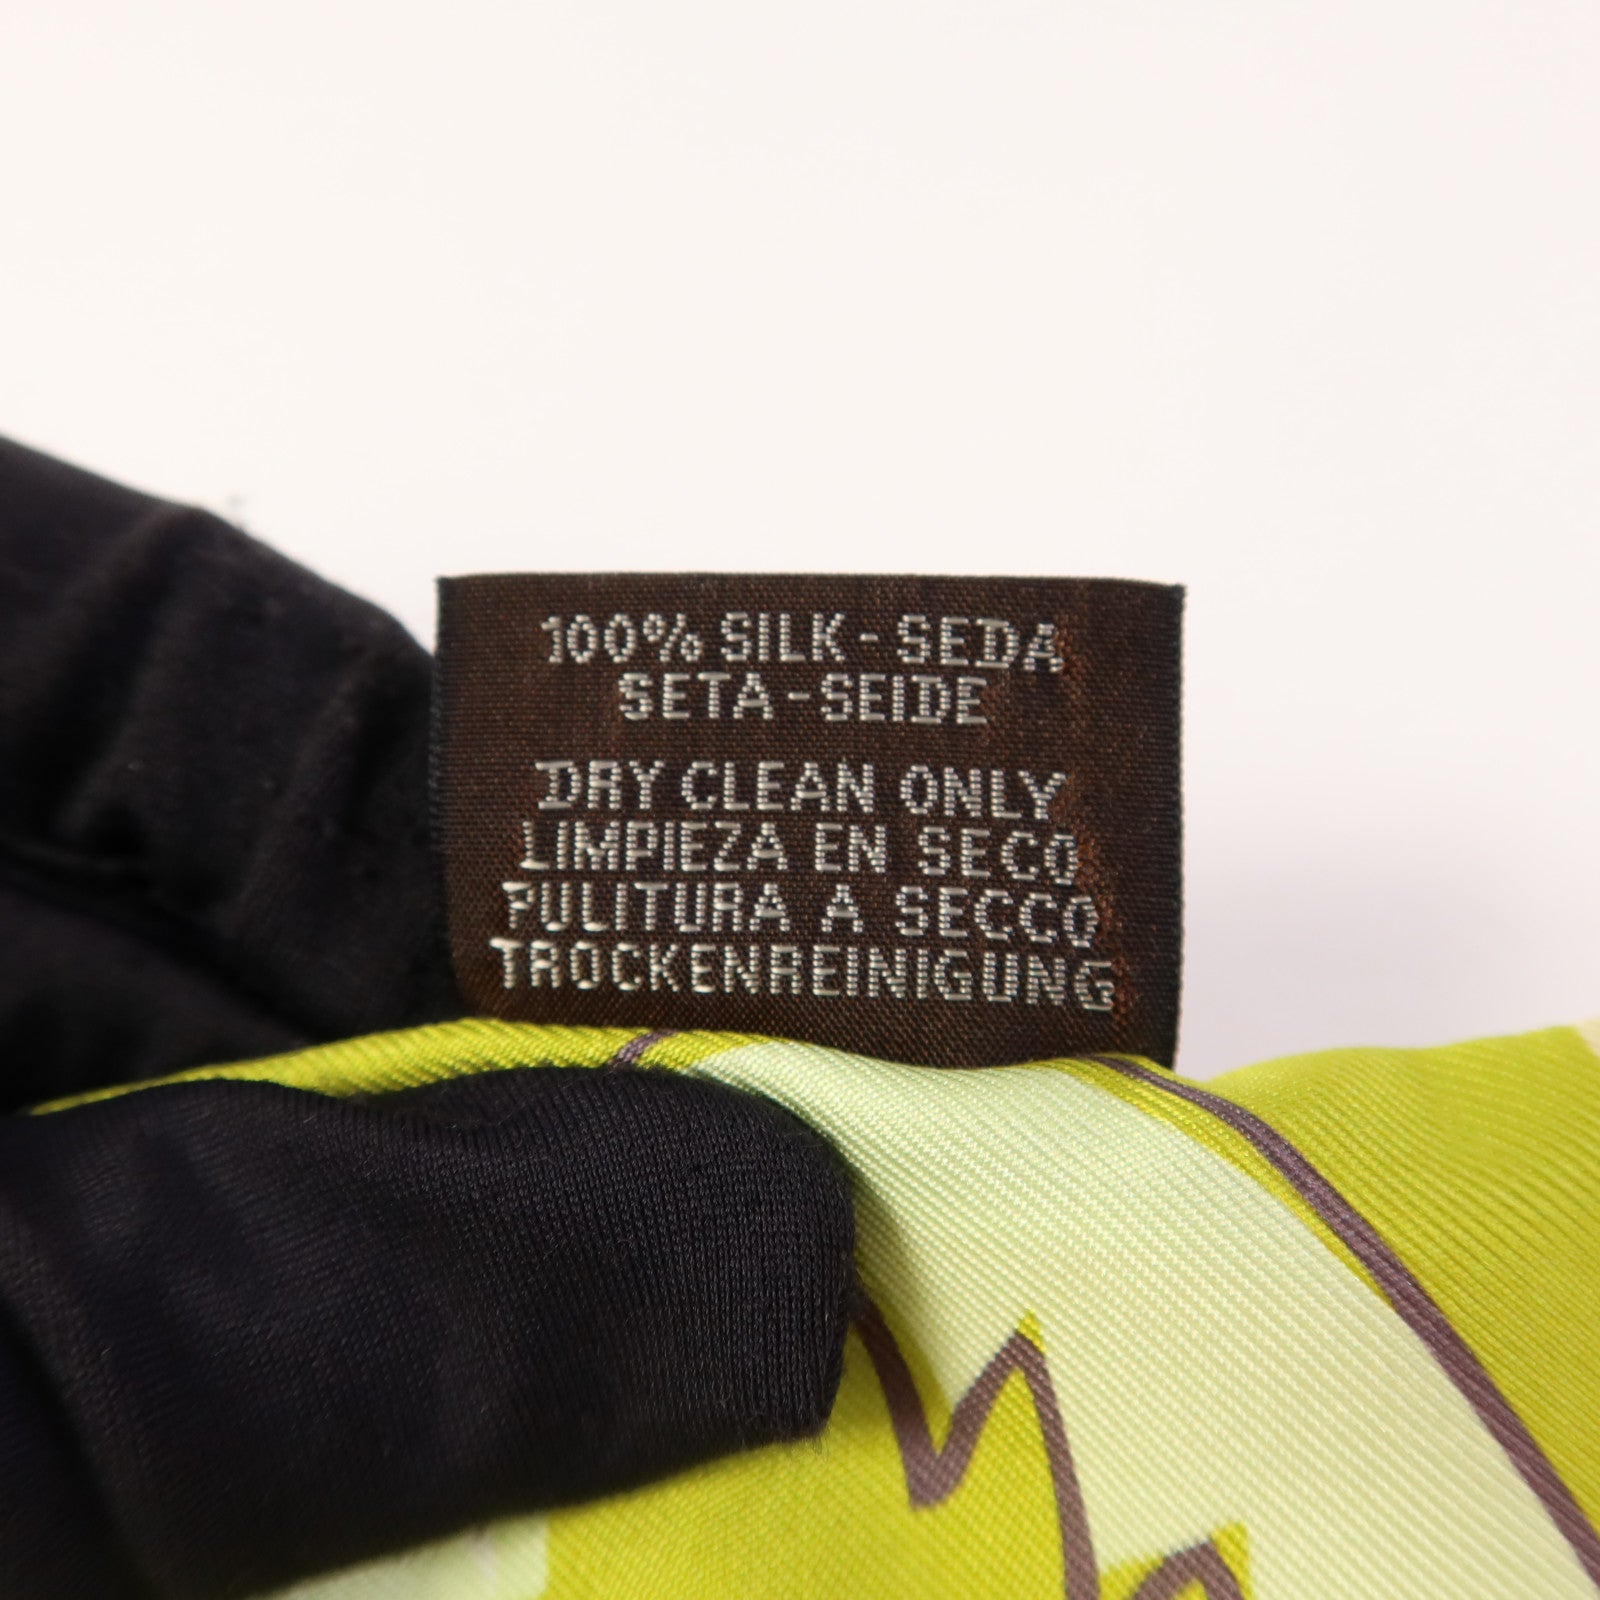 100% SILK - SEDA
SETA - SEIDE
DRY CLEAN ONLY
LIMPIEZA EN SECO
PULITURA A SECCO
TROCKENREINIGUNG